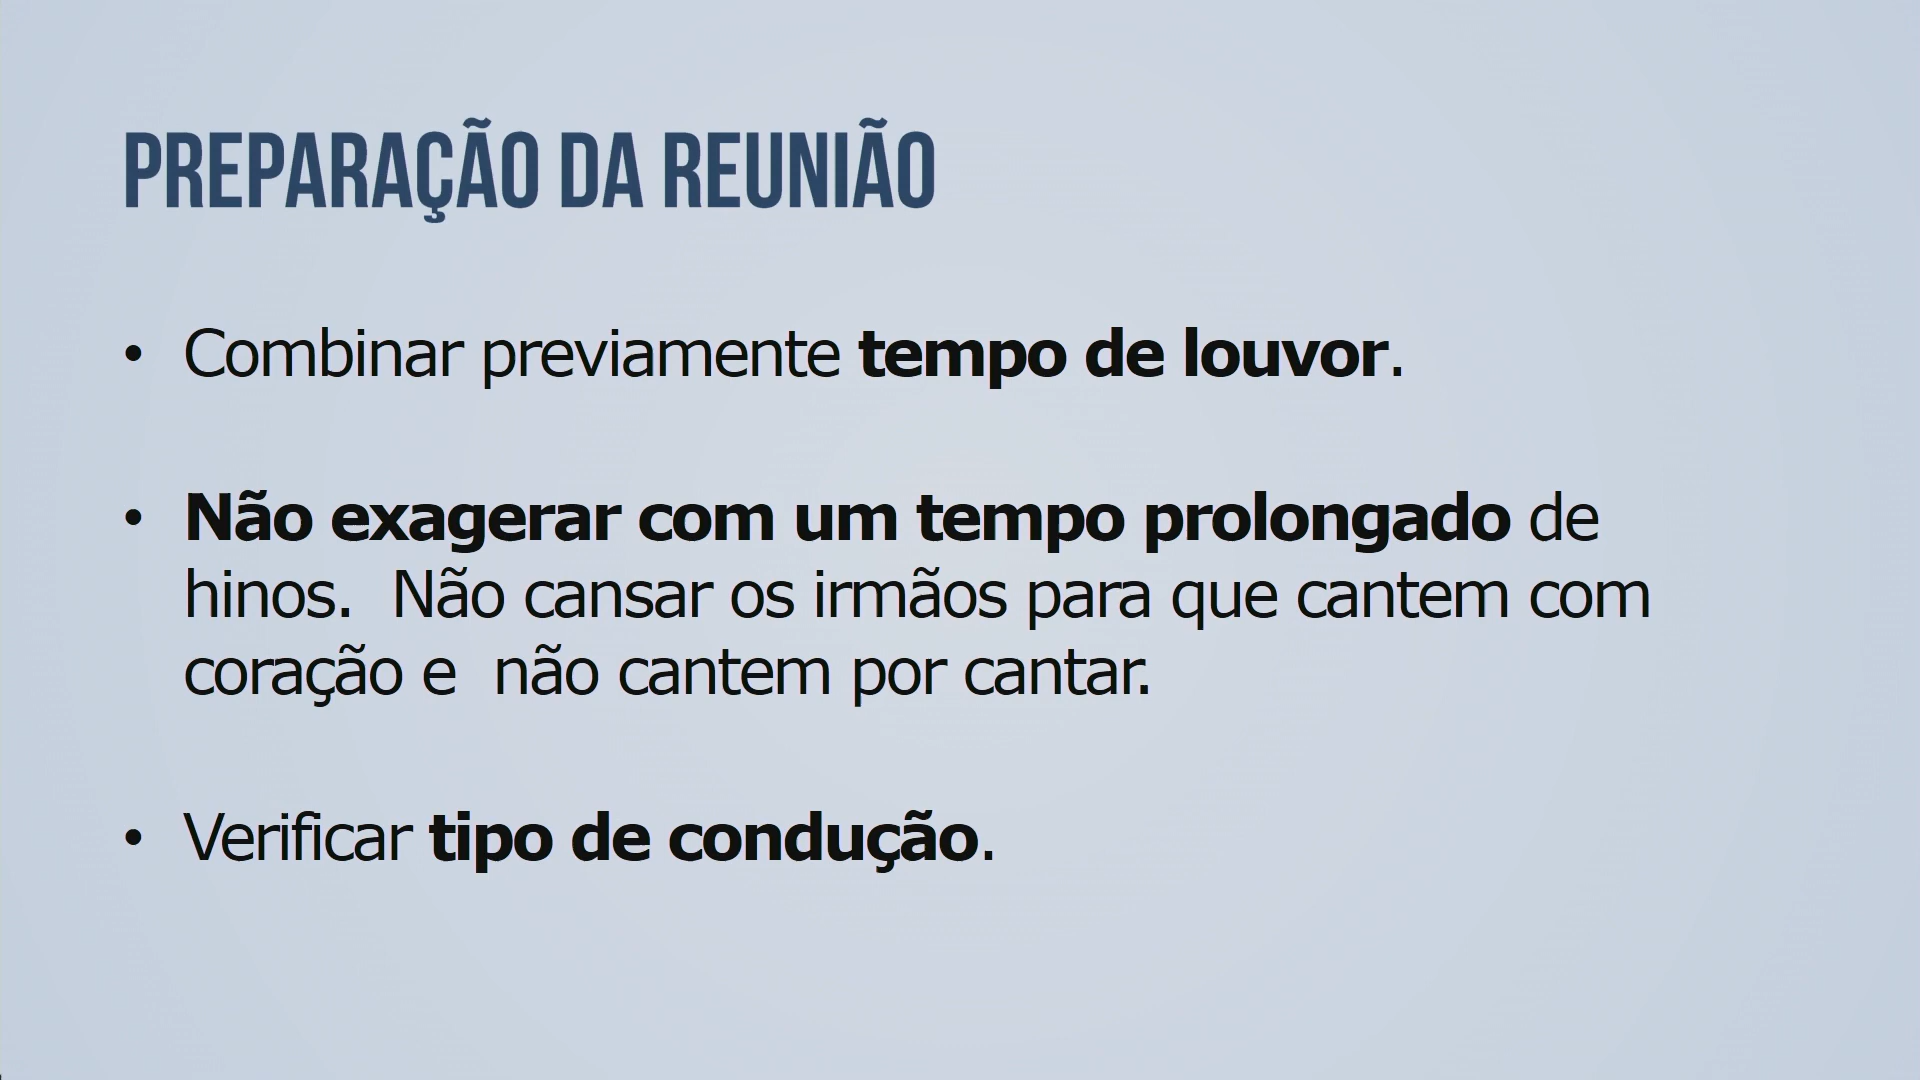 PREPARAÇÃO DA REUNIÃO
• Combinar previamente tempo de louvor.
• Não exagerar com um tempo prolongado de
hinos.  Não cansar os irmãos para que cantem com
coração e  não cantem por cantar.
• Verificar tipo de condução.